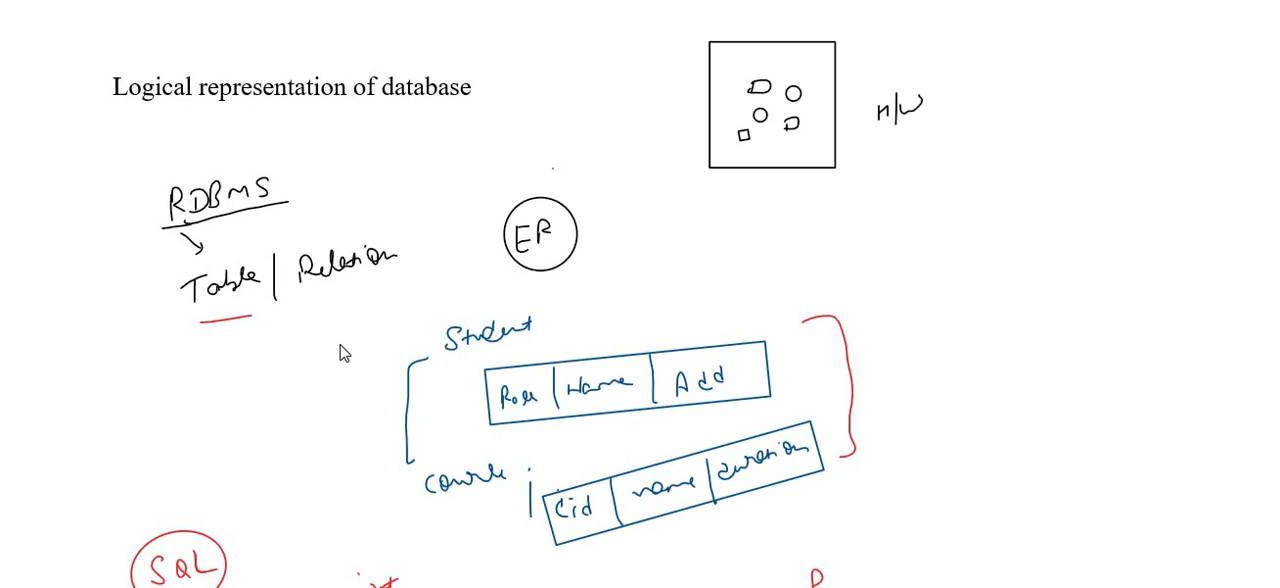 Logical representation of database
n/w
RDBMS
ER
Table | Relation
Student
Roll | Name | Add
Course
Cid | name | duration
SQL